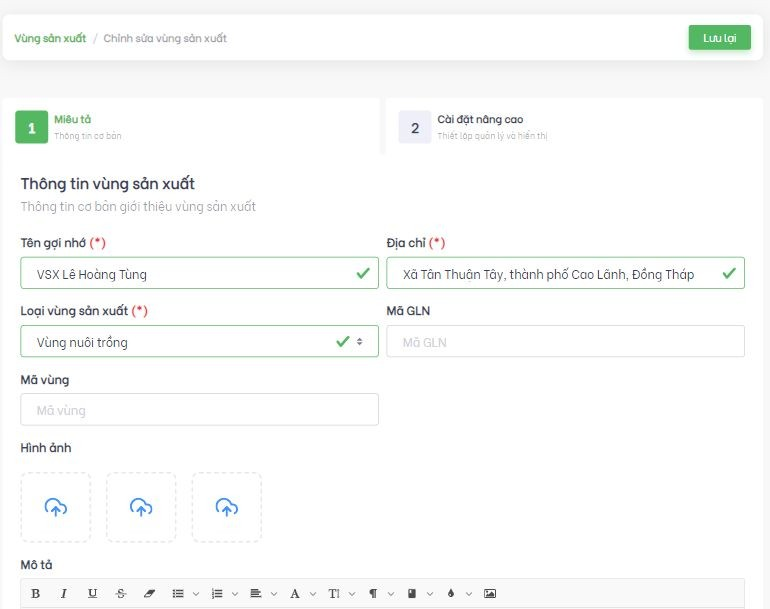 Vùng sản xuất / Chỉnh sửa vùng sản xuất
Lưu lại
1 Miêu tả
Thông tin cơ bản
2 Cài đặt nâng cao
Thiết lập quản lý và hiển thị
Thông tin vùng sản xuất
Thông tin cơ bản giới thiệu vùng sản xuất
Tên gợi nhớ (*)
VSX Lê Hoàng Tùng
Địa chỉ (*)
Xã Tân Thuận Tây, thành phố Cao Lãnh, Đồng Tháp
Loại vùng sản xuất (*)
Vùng nuôi trồng
Mã GLN
Mã GLN
Mã vùng
Mã vùng
Hình ảnh
Mô tả
B I U S A T ¶